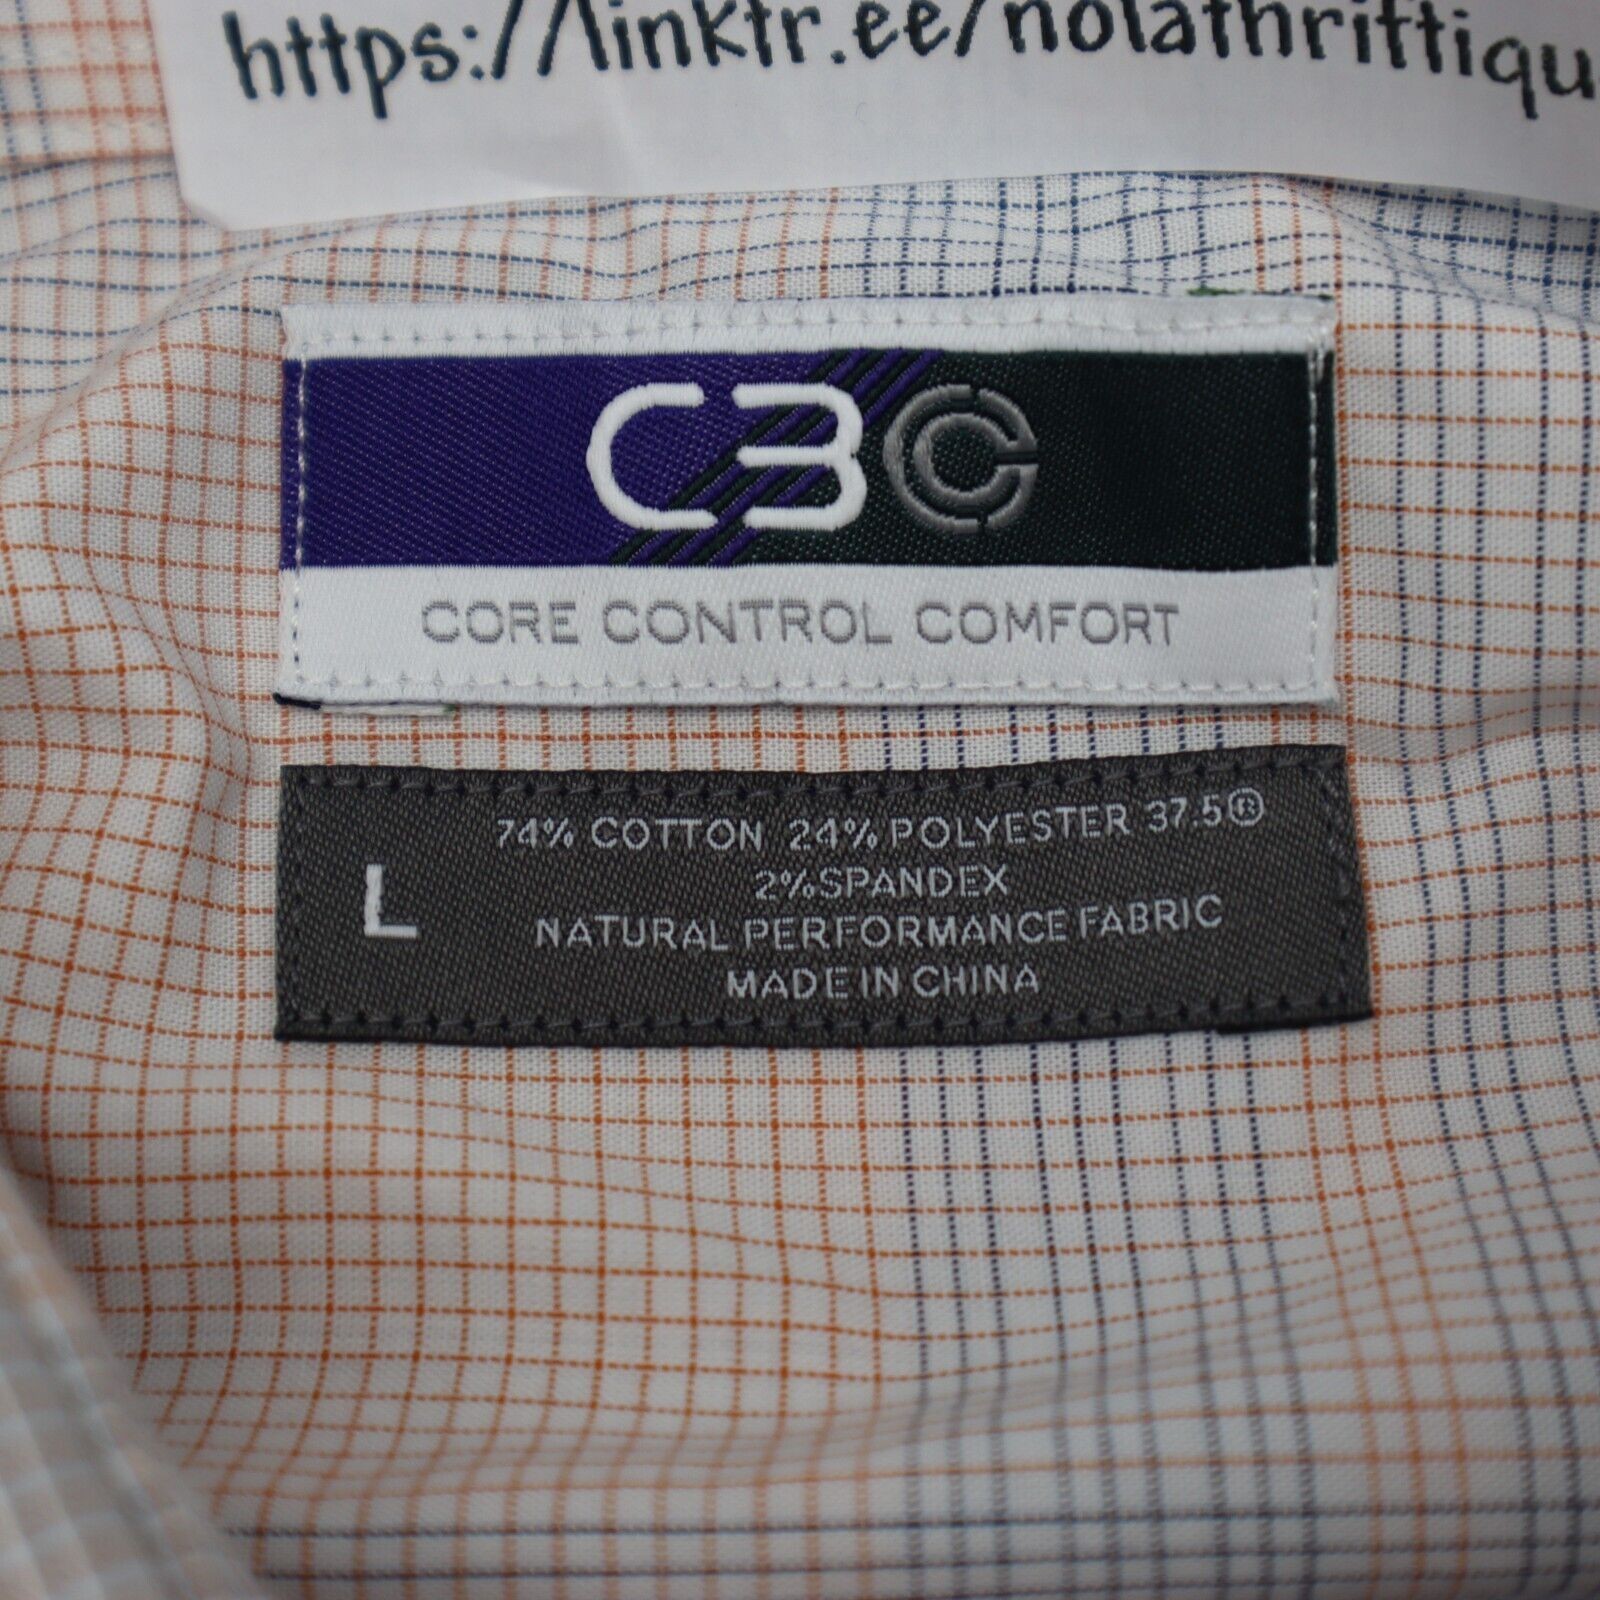 https://linktr.ee/nolathriftiqu
C3C
CORE CONTROL COMFORT
L
74% COTTON 24% POLYESTER 37.5®
2% SPANDEX
NATURAL PERFORMANCE FABRIC
MADE IN CHINA